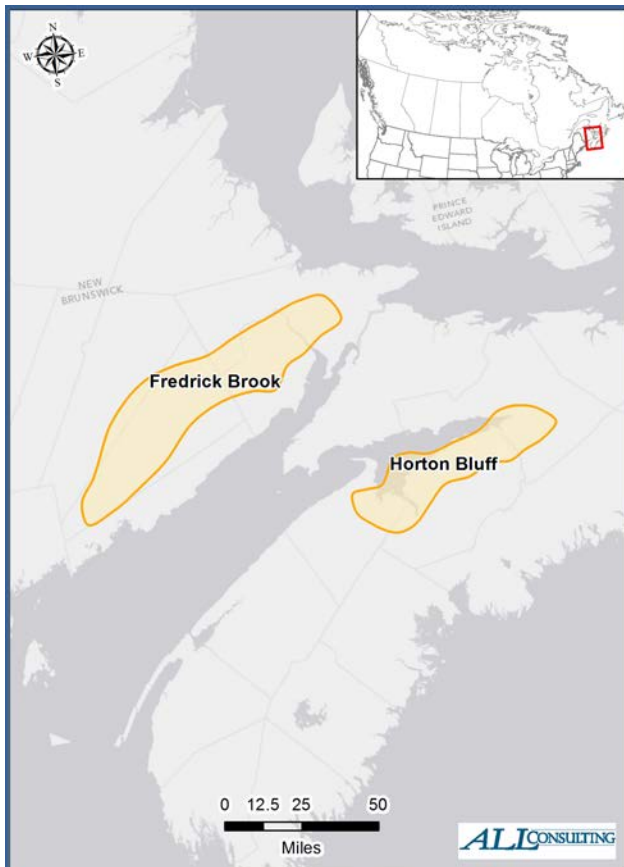 N
W E
S
PRINCE
EDWARD
ISLAND
NEW
BRUNSWICK
Fredrick Brook
Horton Bluff
0 12.5 25 50
Miles
ALL CONSULTING